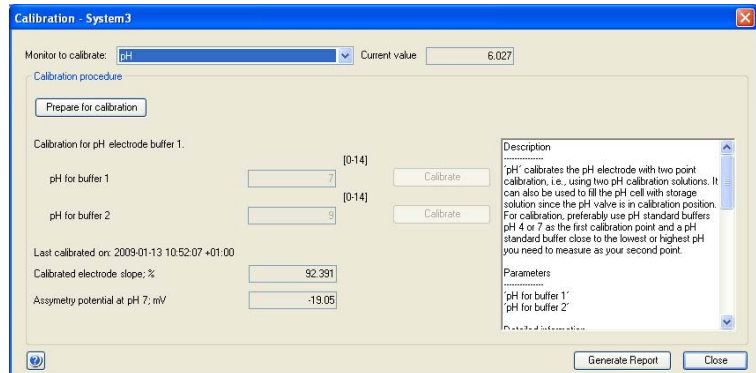 Calibration - System3
Monitor to calibrate: pH Current value 6.027
Calibration procedure
Prepare for calibration
Calibration for pH electrode buffer 1.
[0-14]
pH for buffer 1 7 Calibrate
[0-14]
pH for buffer 2 9 Calibrate
Last calibrated on: 2009-01-13 10:52:07 +01:00
Calibrated electrode slope; % 92.391
Assymetry potential at pH 7; mV -19.05
Description
---------------
'pH' calibrates the pH electrode with two point
calibration, i.e., using two pH calibration solutions. It
can also be used to fill the pH cell with storage
solution since the pH valve is in calibration position.
For calibration, preferably use pH standard buffers
pH 4 or 7 as the first calibration point and a pH
standard buffer close to the lowest or highest pH
you need to measure as your second point.
Parameters
---------------
'pH for buffer 1'
'pH for buffer 2'
Detailed information
Generate Report Close